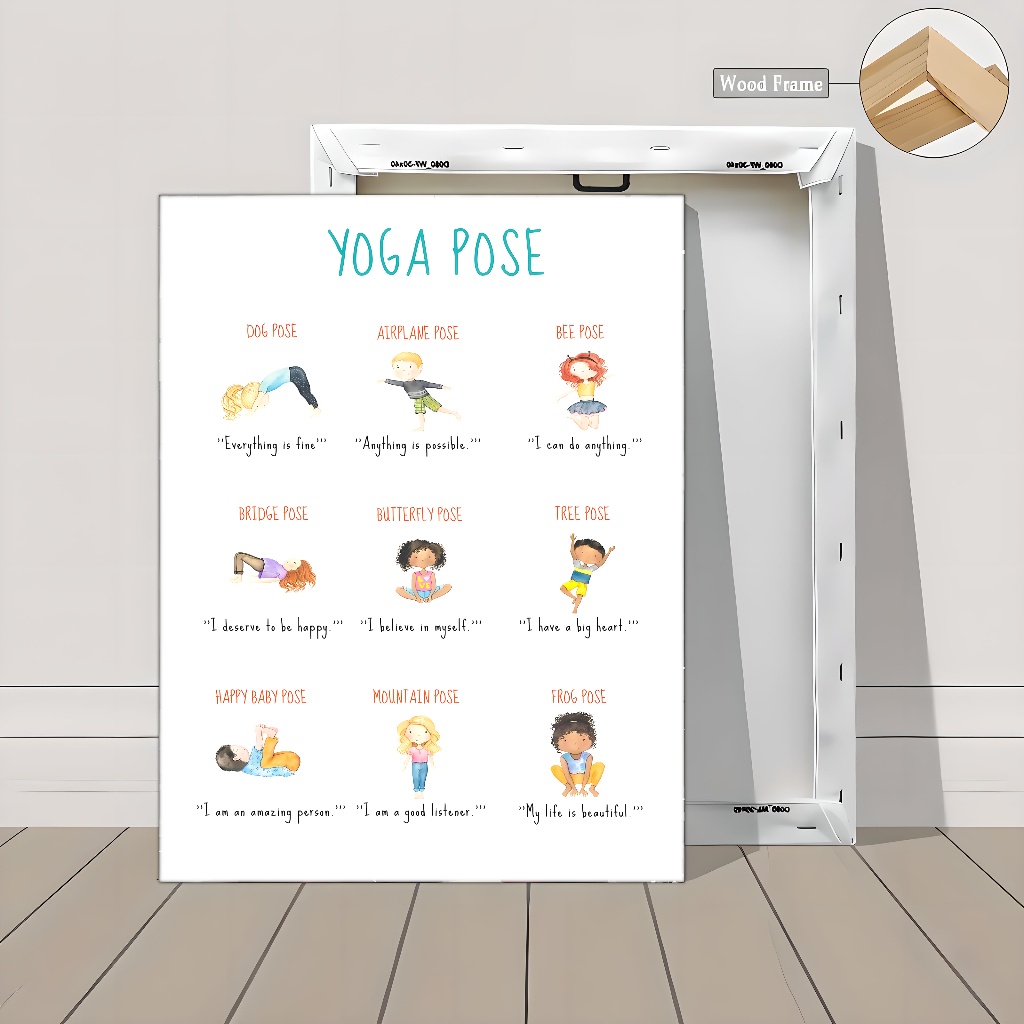 Wood Frame
YOGA POSE
DOG POSE
AIRPLANE POSE
BEE POSE
"Everything is fine"'
"Anything is possible."'
"I can do anything."'
BRIDGE POSE
BUTTERFLY POSE
TREE POSE
"I deserve to be happy."'
"I believe in myself."'
"I have a big heart."'
HAPPY BABY POSE
MOUNTAIN POSE
FROG POSE
"I am an amazing person."'
"I am a good listener."'
"My life is beautiful."'